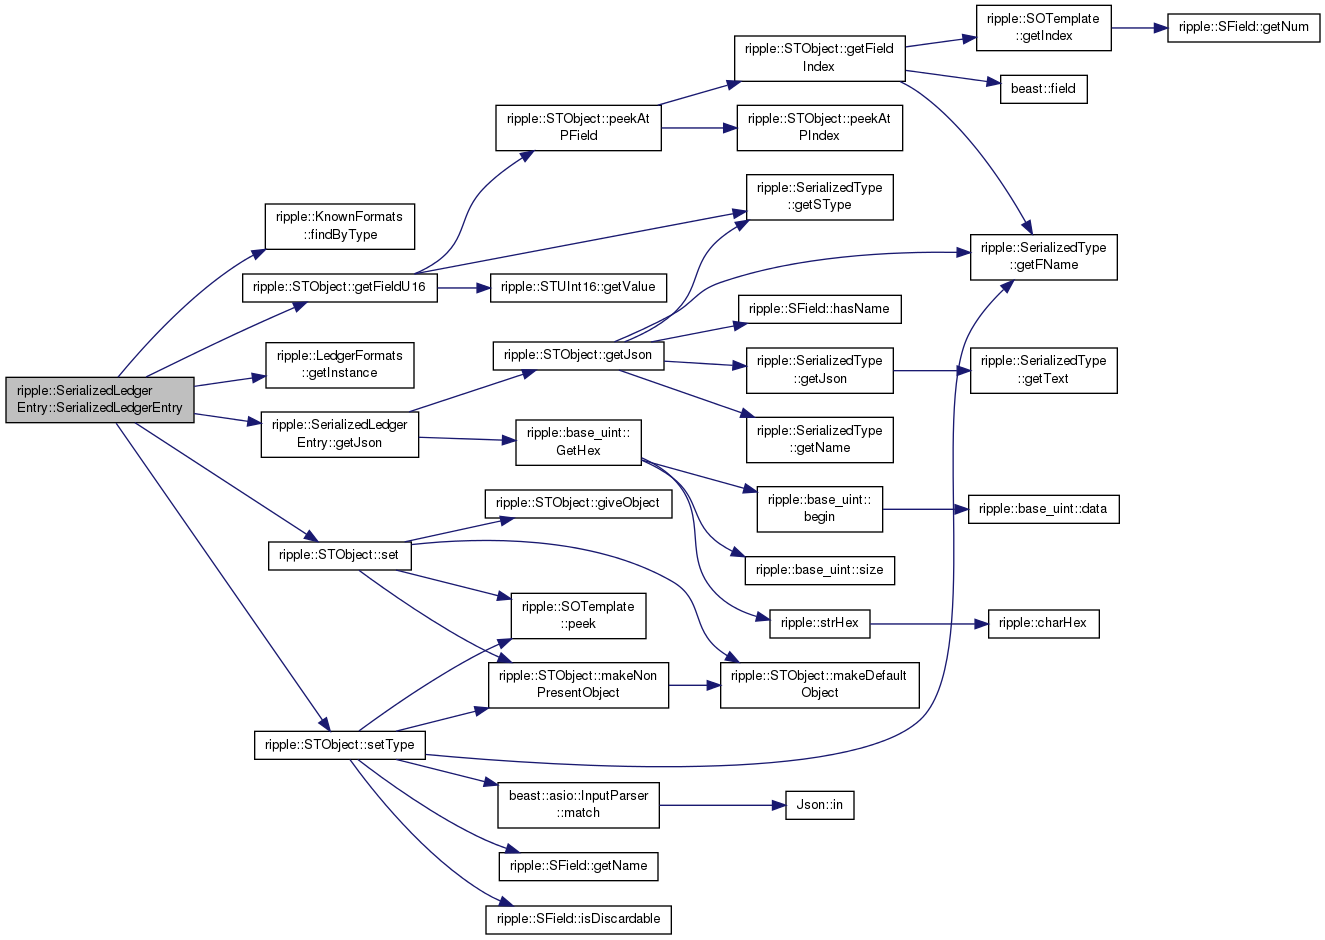 ripple::SOTemplate
::getIndex
ripple::SField::getNum
ripple::STObject::getField
Index
beast::field
ripple::STObject::peekAt
PField
ripple::STObject::peekAt
PIndex
ripple::SerializedType
::getSType
ripple::KnownFormats
::findByType
ripple::SerializedType
::getFName
ripple::STObject::getFieldU16
ripple::STUInt16::getValue
ripple::SField::hasName
ripple::LedgerFormats
::getInstance
ripple::STObject::getJson
ripple::SerializedType
::getJson
ripple::SerializedType
::getText
ripple::SerializedLedger
Entry::SerializedLedgerEntry
ripple::SerializedLedger
Entry::getJson
ripple::base_uint::
GetHex
ripple::SerializedType
::getName
ripple::STObject::giveObject
ripple::base_uint::
begin
ripple::base_uint::data
ripple::STObject::set
ripple::base_uint::size
ripple::SOTemplate
::peek
ripple::strHex
ripple::charHex
ripple::STObject::makeNon
PresentObject
ripple::STObject::makeDefault
Object
ripple::STObject::setType
beast::asio::InputParser
::match
Json::in
ripple::SField::getName
ripple::SField::isDiscardable